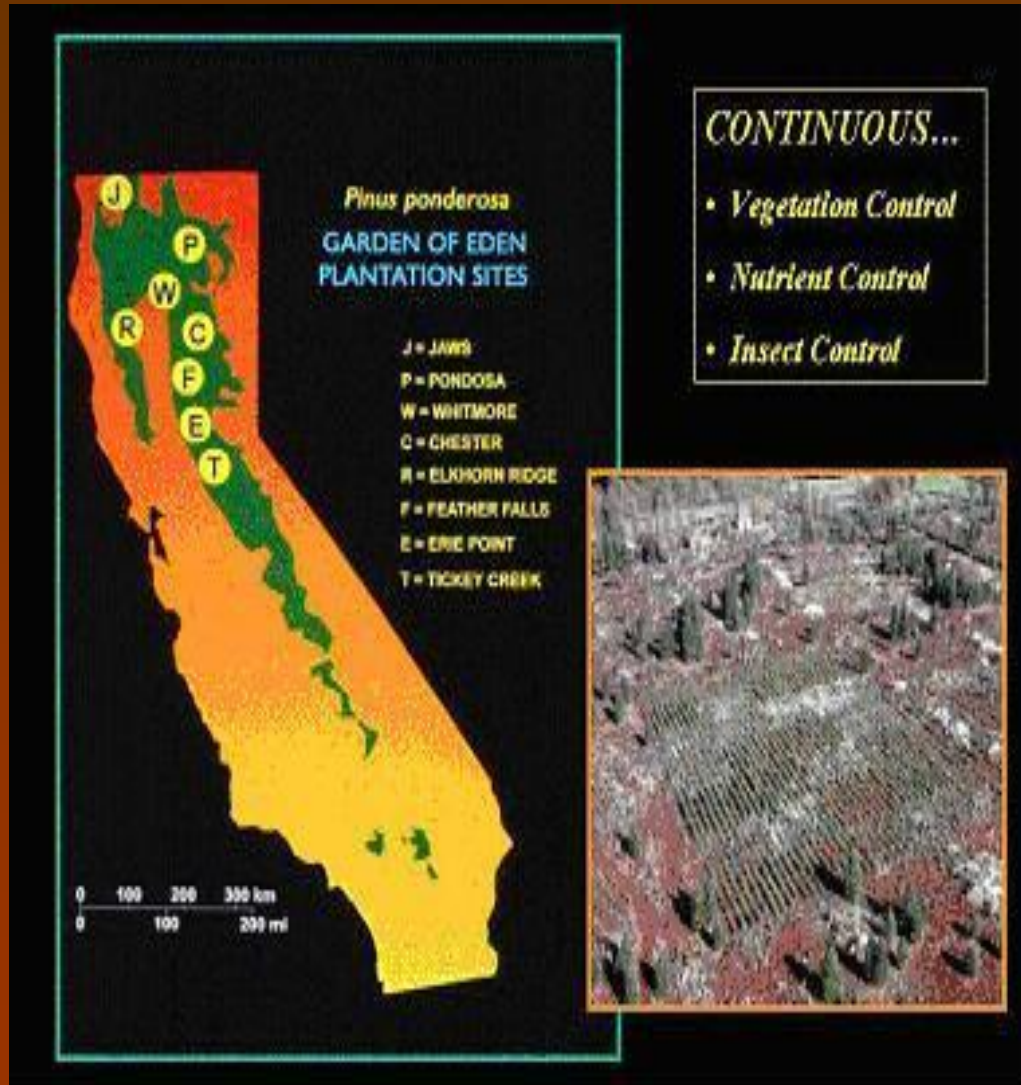 Pinus ponderosa
GARDEN OF EDEN
PLANTATION SITES
J = JAWS
P = PONDOSA
W = WHITMORE
C = CHESTER
R = ELKHORN RIDGE
F = FEATHER FALLS
E = ERIE POINT
T = TICKEY CREEK
J
P
W
R
C
F
E
T
0 100 200 300 km
0 100 200 mi
CONTINUOUS...
• Vegetation Control
• Nutrient Control
• Insect Control